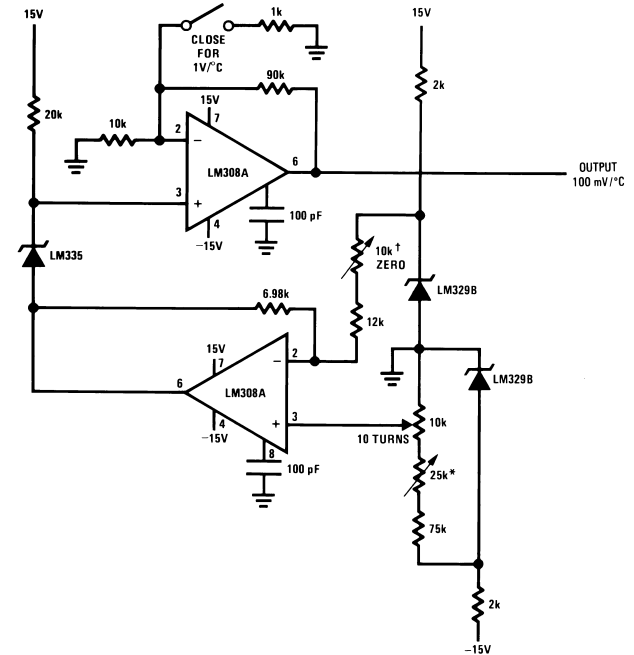 15V
1k
15V
CLOSE
FOR
1V/°C
90k
2k
20k
15V
10k
2
7
−
6
LM308A
OUTPUT
100 mV/°C
3
+
4
100 pF
−15V
10k†
ZERO
LM335
LM329B
6.98k
12k
15V
2
7
−
6
LM308A
LM329B
4
+
3
10k
−15V
10 TURNS
8
100 pF
25k*
75k
2k
−15V